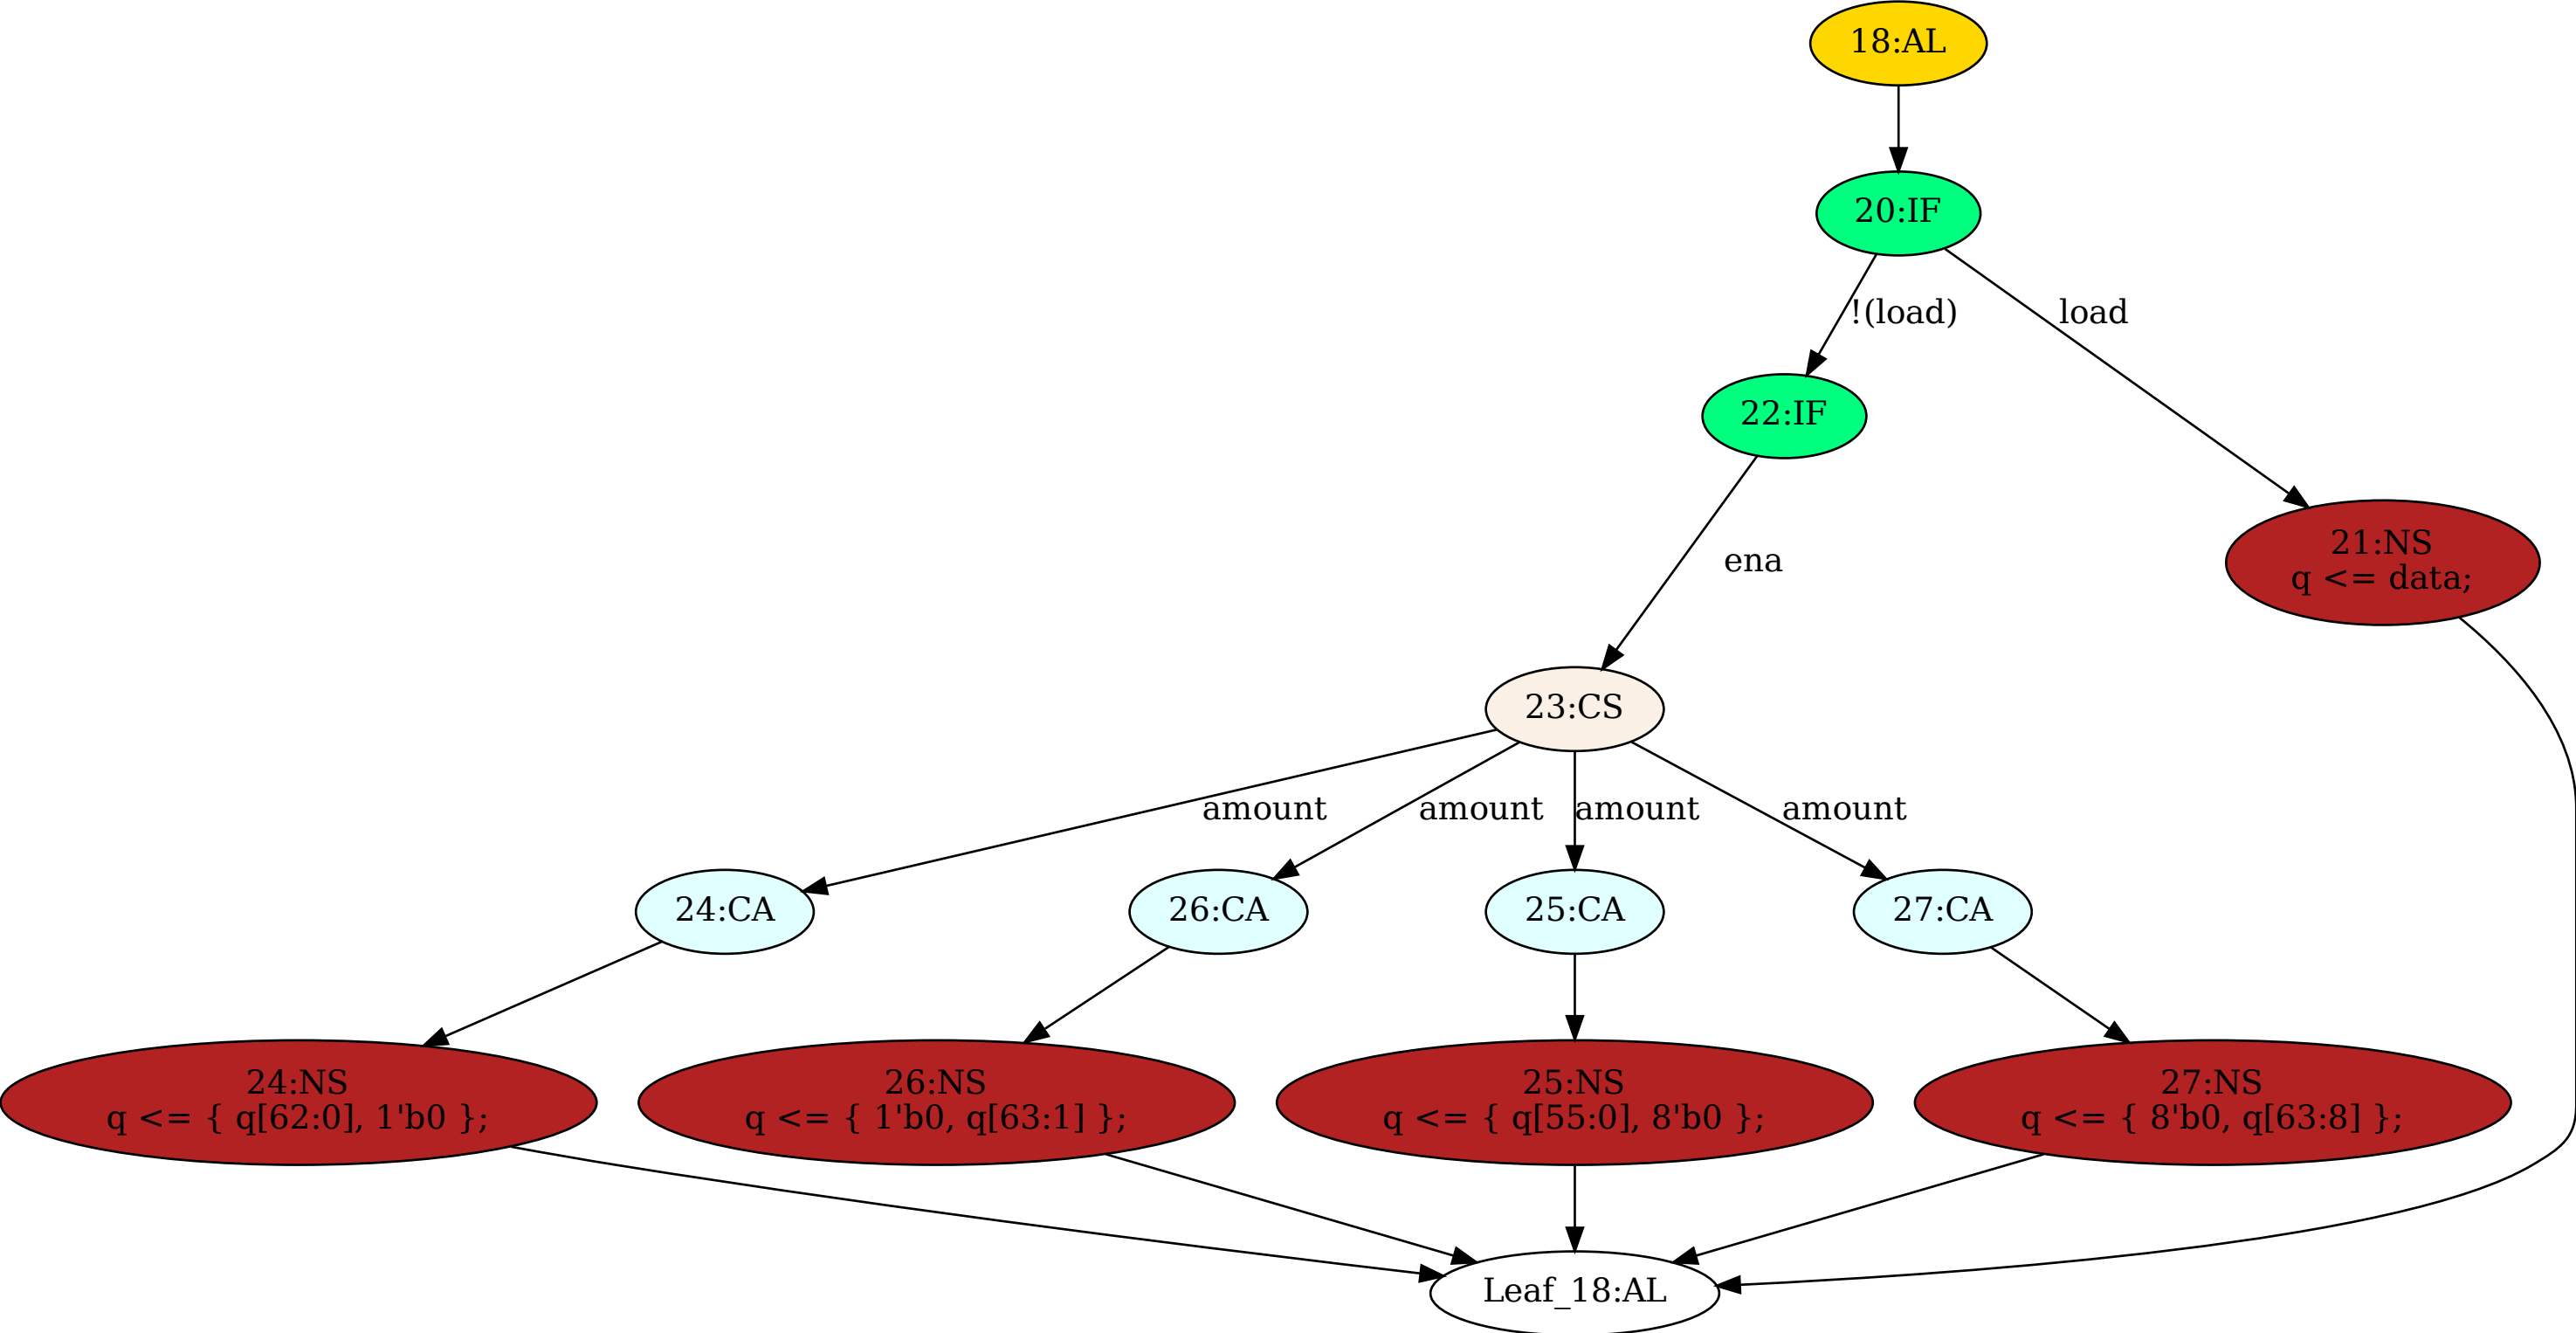 18:AL
20:IF
!(load)
load
22:IF
ena
21:NS
q <= data;
23:CS
amount
amount
amount
amount
24:CA
26:CA
25:CA
27:CA
24:NS
q <= { q[62:0], 1'b0 };
26:NS
q <= { 1'b0, q[63:1] };
25:NS
q <= { q[55:0], 8'b0 };
27:NS
q <= { 8'b0, q[63:8] };
Leaf_18:AL